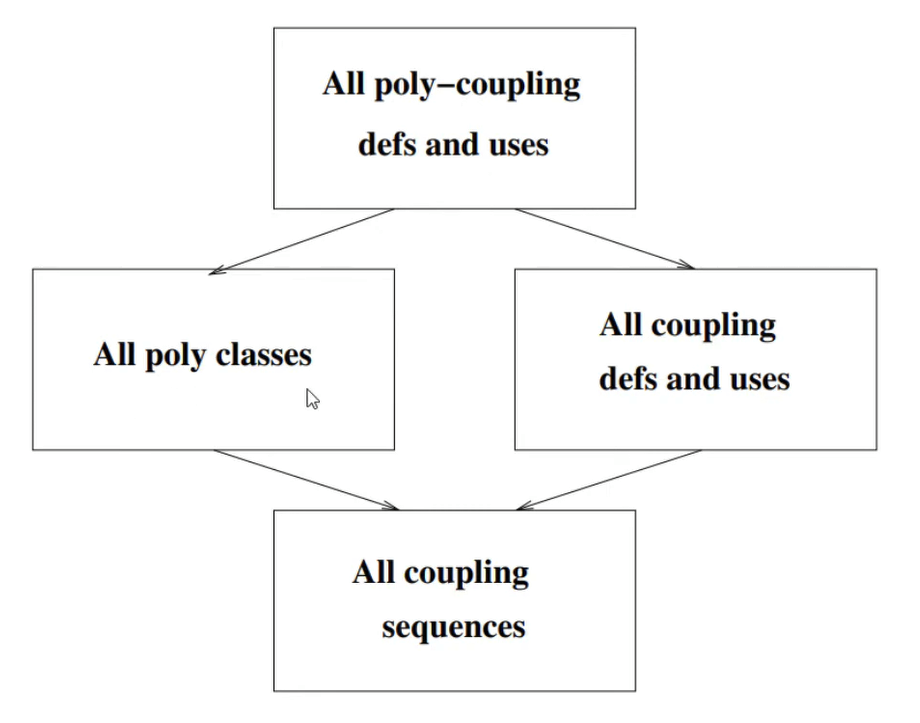 All poly−coupling
defs and uses
All poly classes
All coupling
defs and uses
All coupling
sequences